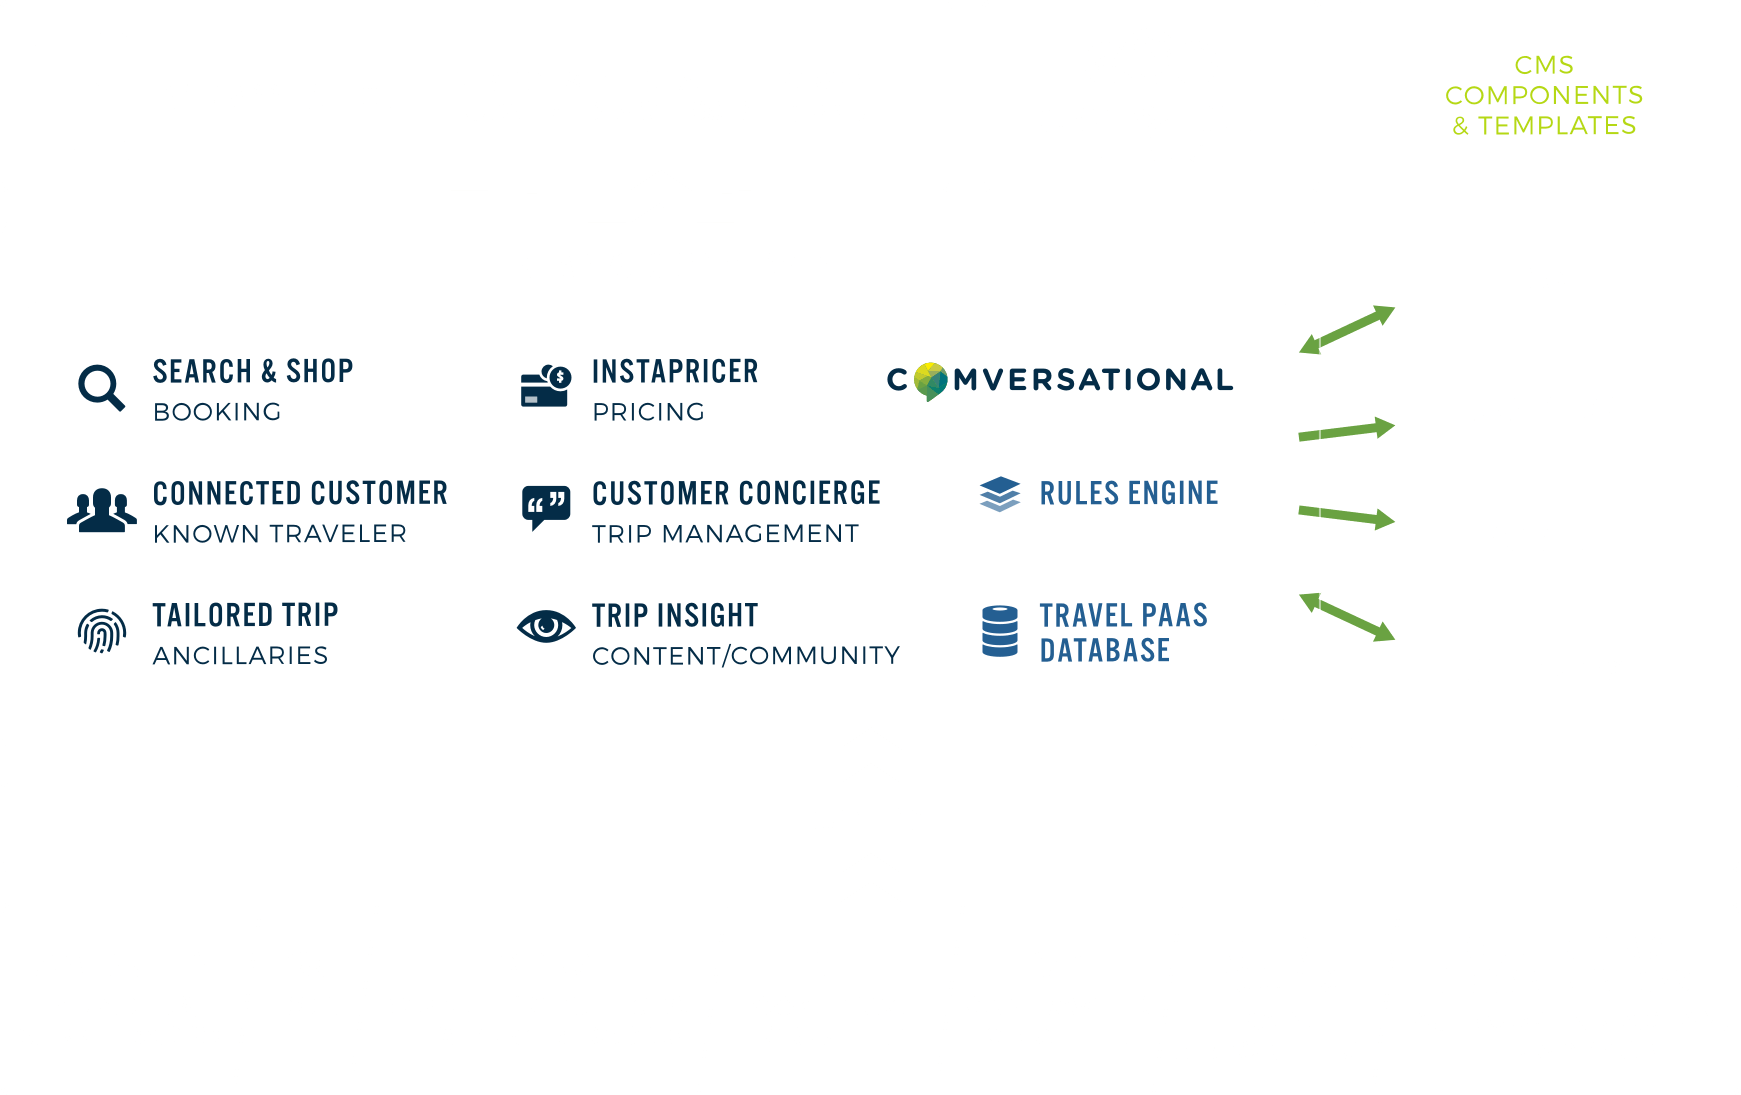 CMS
COMPONENTS
& TEMPLATES
SEARCH & SHOP
BOOKING
INSTAPRICER
PRICING
COMVERSATIONAL
CONNECTED CUSTOMER
KNOWN TRAVELER
CUSTOMER CONCIERGE
TRIP MANAGEMENT
RULES ENGINE
TAILORED TRIP
ANCILLARIES
TRIP INSIGHT
CONTENT/COMMUNITY
TRAVEL PAAS
DATABASE